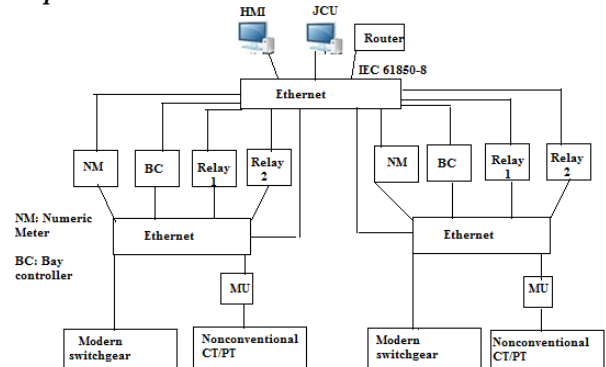 HMI
JCU
Router
IEC 61850-8
Ethernet
NM
BC
Relay
1
Relay
2
NM
BC
Relay
1
Relay
2
NM: Numeric
Meter
BC: Bay
controller
Ethernet
Ethernet
MU
MU
Modern
switchgear
Nonconventional
CT/PT
Modern
switchgear
Nonconventional
CT/PT